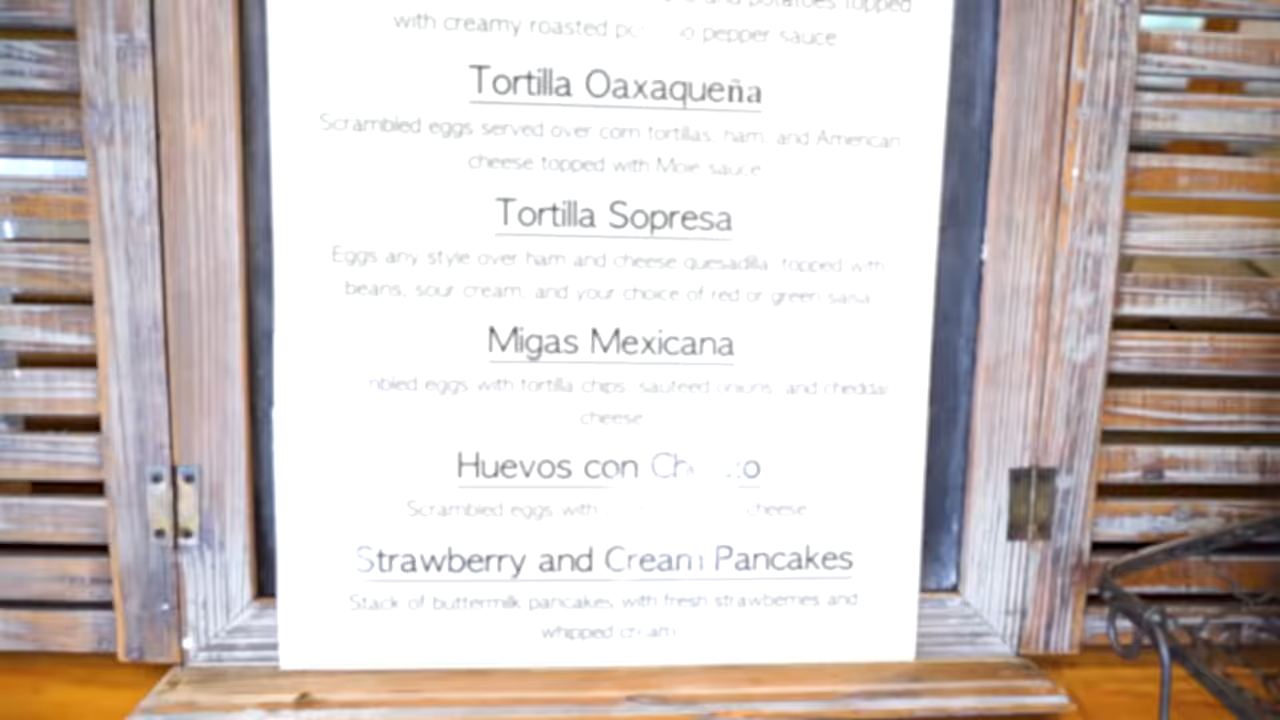 and potatoes topped
with creamy roasted pepper sauce
Tortilla Oaxaqueña
Scrambled eggs served over corn tortillas, ham, and American
cheese topped with Mole sauce
Tortilla Sopresa
Eggs any style over ham and cheese quesadilla, topped with
beans, sour cream, and your choice of red or green salsa
Migas Mexicana
eggs with tortilla chips, sauteed onions, and cheddar
cheese
Huevos con
Scrambled eggs with cheese
Strawberry and Cream Pancakes
Stack of buttermilk pancakes with fresh strawberries and
whipped cream